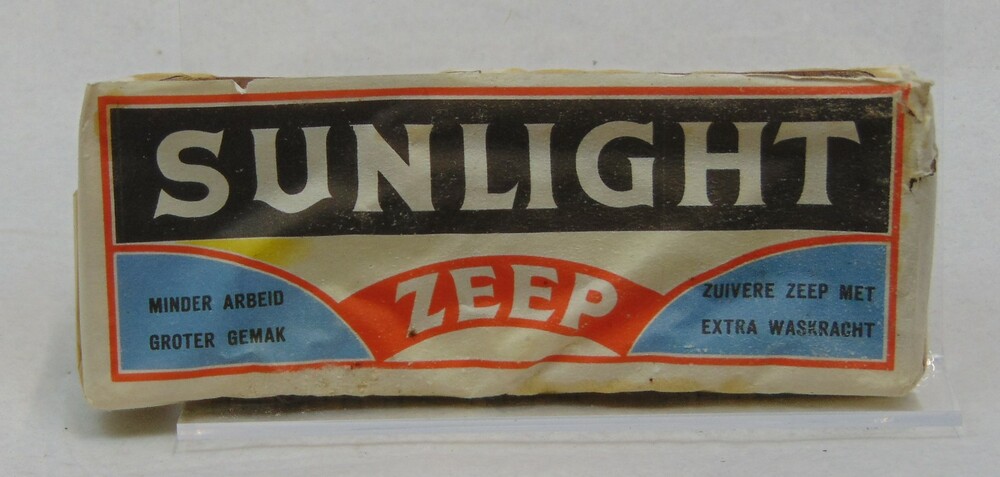 SUNLIGHT
ZEEP
MINDER ARBEID
GROTER GEMAK
ZUIVERE ZEEP MET
EXTRA WASKRACHT